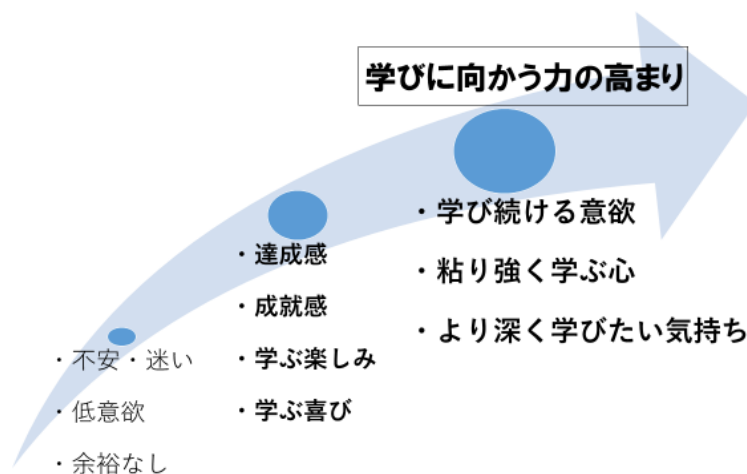 学びに向かう力の高まり
・学び続ける意欲
・粘り強く学ぶ心
・より深く学びたい気持ち
・達成感
・成就感
・学ぶ楽しみ
・学ぶ喜び
・不安・迷い
・低意欲
・余裕なし